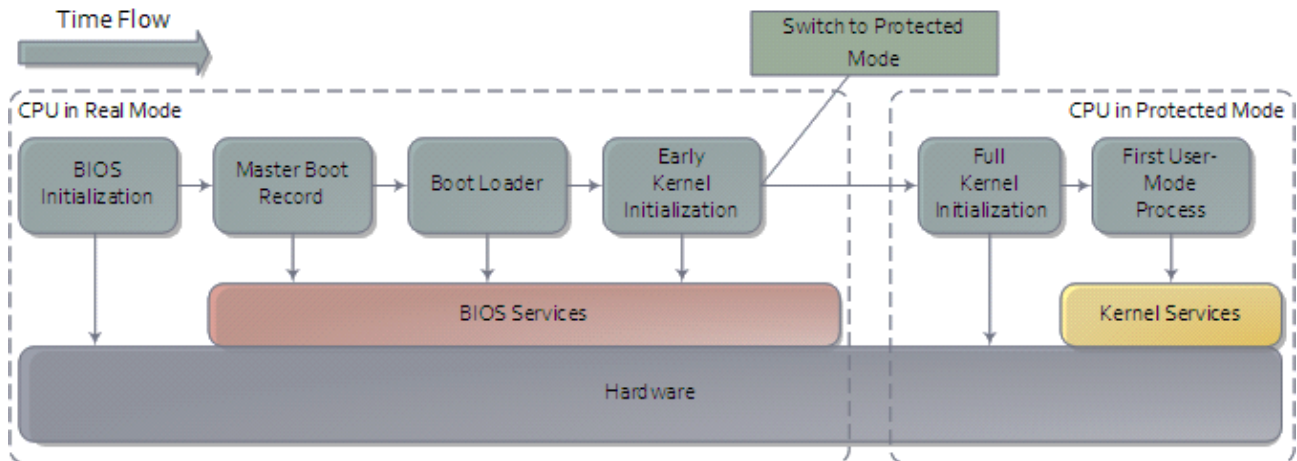 Time Flow
Switch to Protected
Mode
CPU in Real Mode
CPU in Protected Mode
BIOS
Initialization
Master Boot
Record
Boot Loader
Early
Kernel
Initialization
Full
Kernel
Initialization
First User-
Mode
Process
BIOS Services
Kernel Services
Hardware